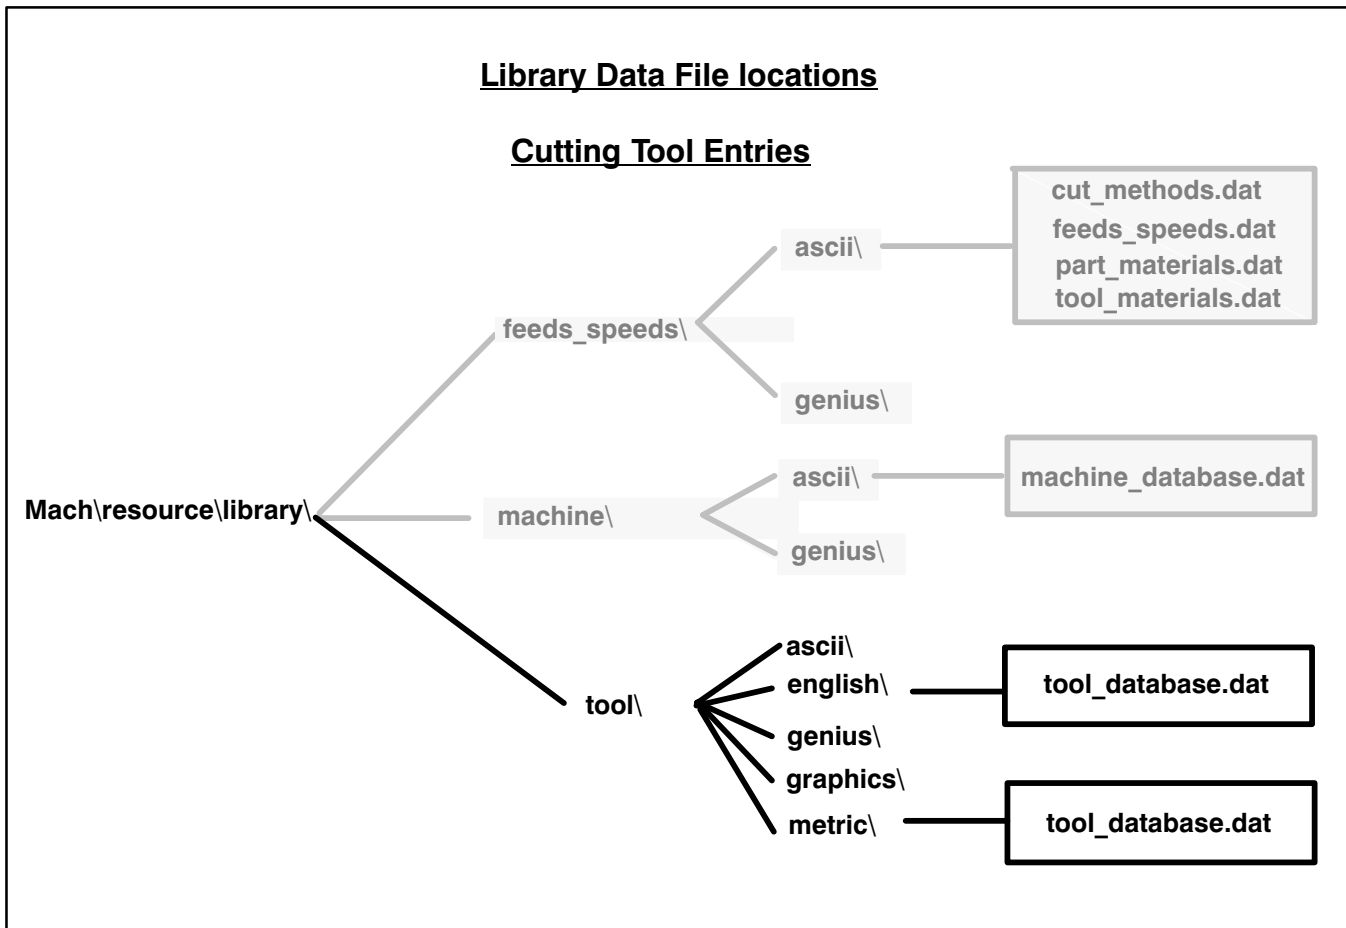 Library Data File locations
Cutting Tool Entries
cut_methods.dat
feeds_speeds.dat
part_materials.dat
tool_materials.dat
ascii\
feeds_speeds\
genius\
ascii\
machine_database.dat
Mach\resource\library\
machine\
genius\
ascii\
english\
tool_database.dat
tool\
genius\
graphics\
metric\
tool_database.dat